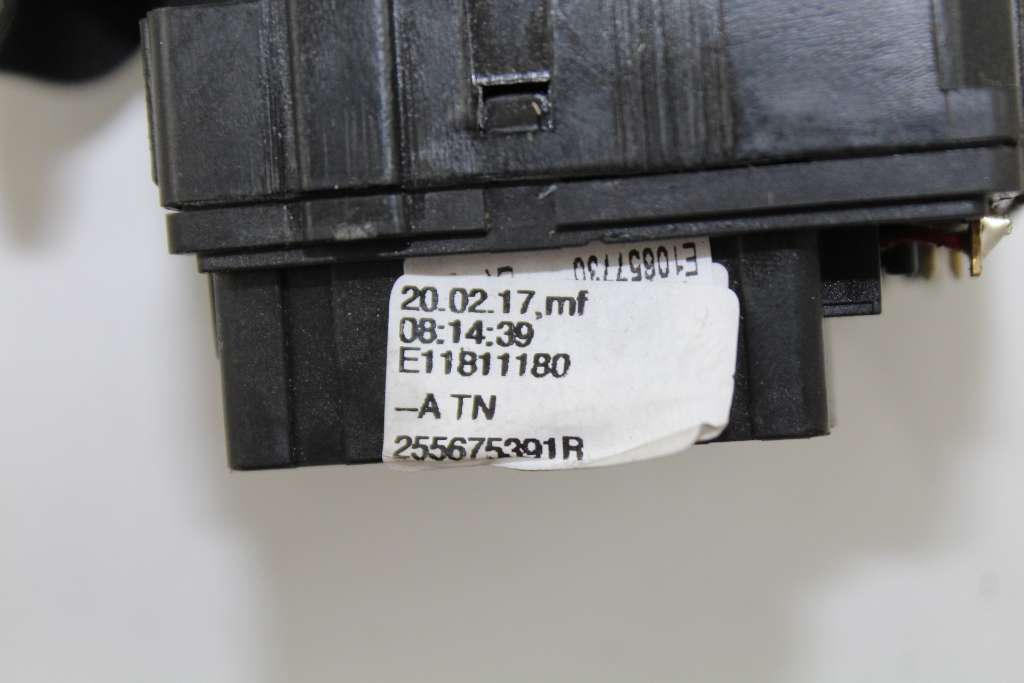 E10657730
20.02.17,mf
08:14:39
E11811180
–A TN
255675391R